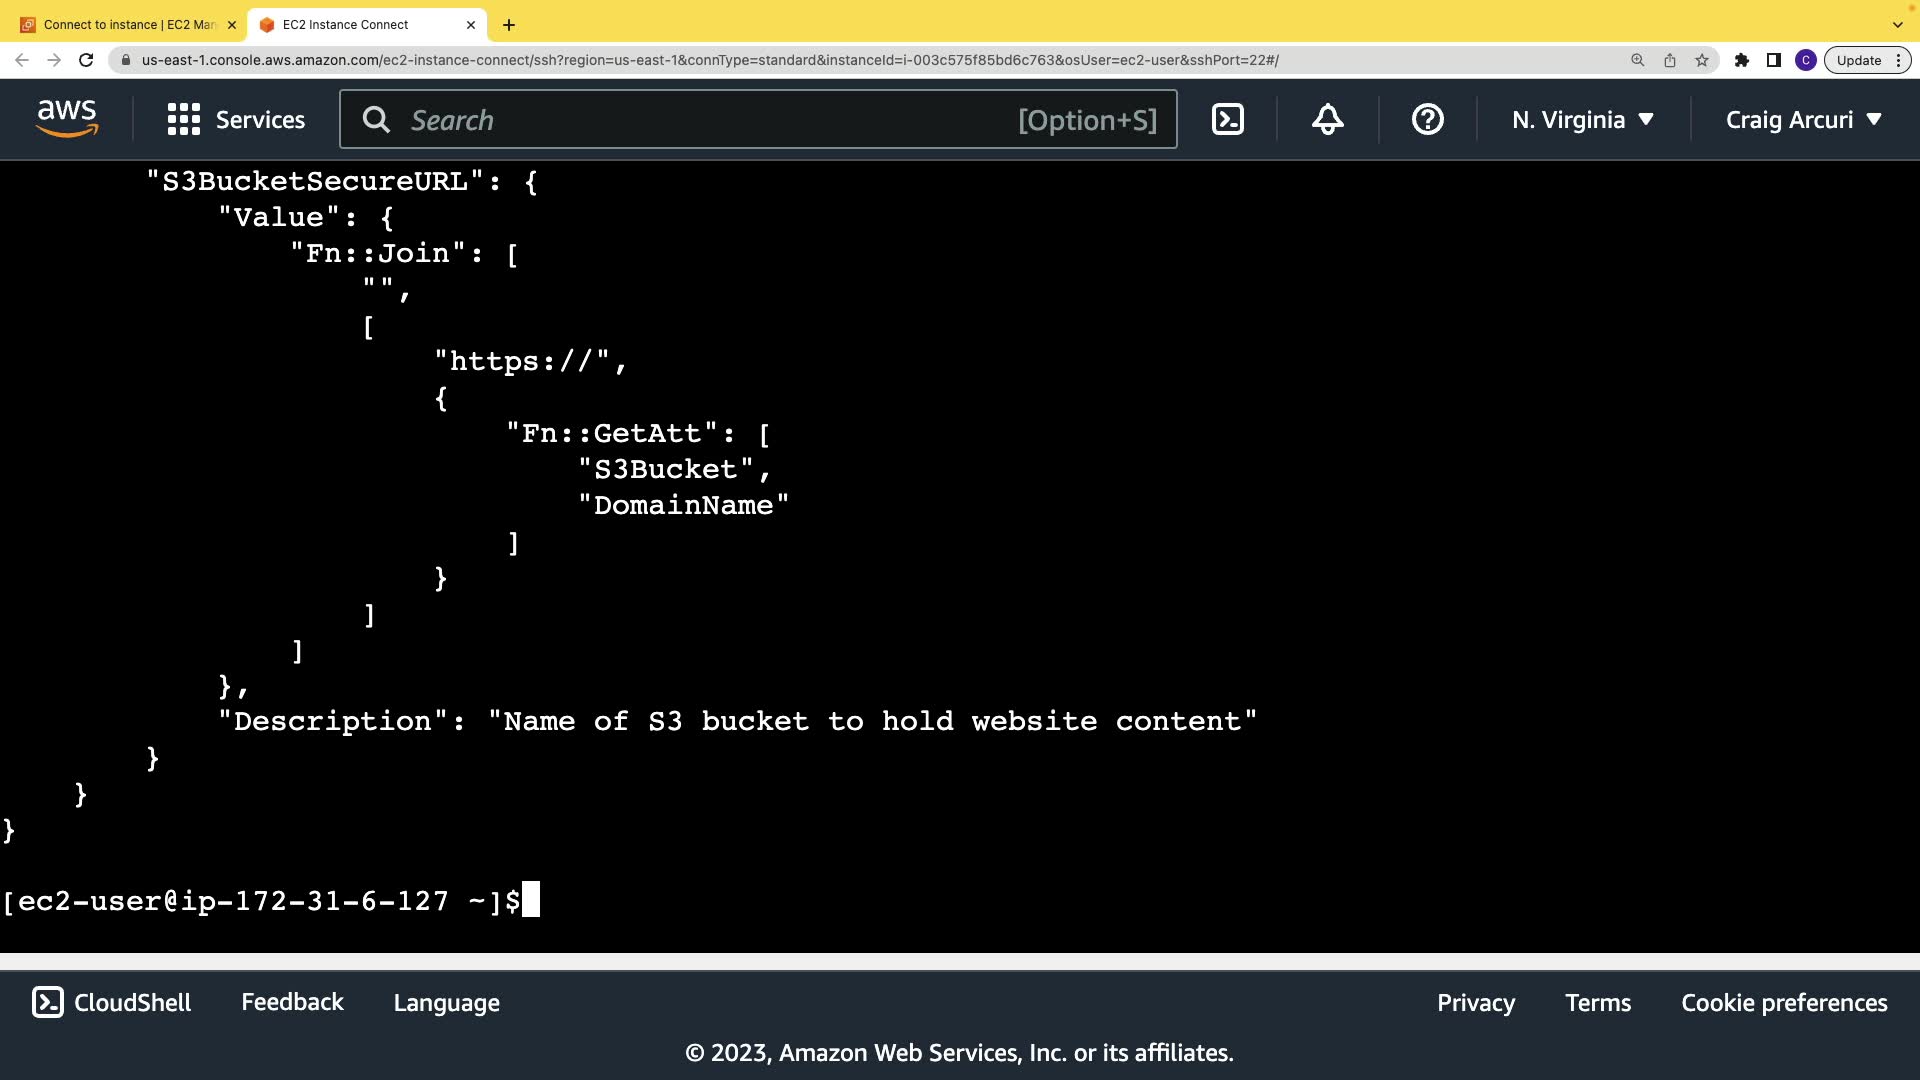 Connect to instance | EC2 Man
EC2 Instance Connect
us-east-1.console.aws.amazon.com/ec2-instance-connect/ssh?region=us-east-1&connType=standard&instanceId=i-003c575f85bd6c763&osUser=ec2-user&sshPort=22#/
C
Update
aws
Services
Search
[Option+S]
N. Virginia
Craig Arcuri
"S3BucketSecureURL": {
"Value": {
"Fn::Join": [
"",
[
"https://",
{
"Fn::GetAtt": [
"S3Bucket",
"DomainName"
]
}
]
]
},
"Description": "Name of S3 bucket to hold website content"
}
}
}
[ec2-user@ip-172-31-6-127 ~]$
CloudShell
Feedback
Language
Privacy
Terms
Cookie preferences
© 2023, Amazon Web Services, Inc. or its affiliates.